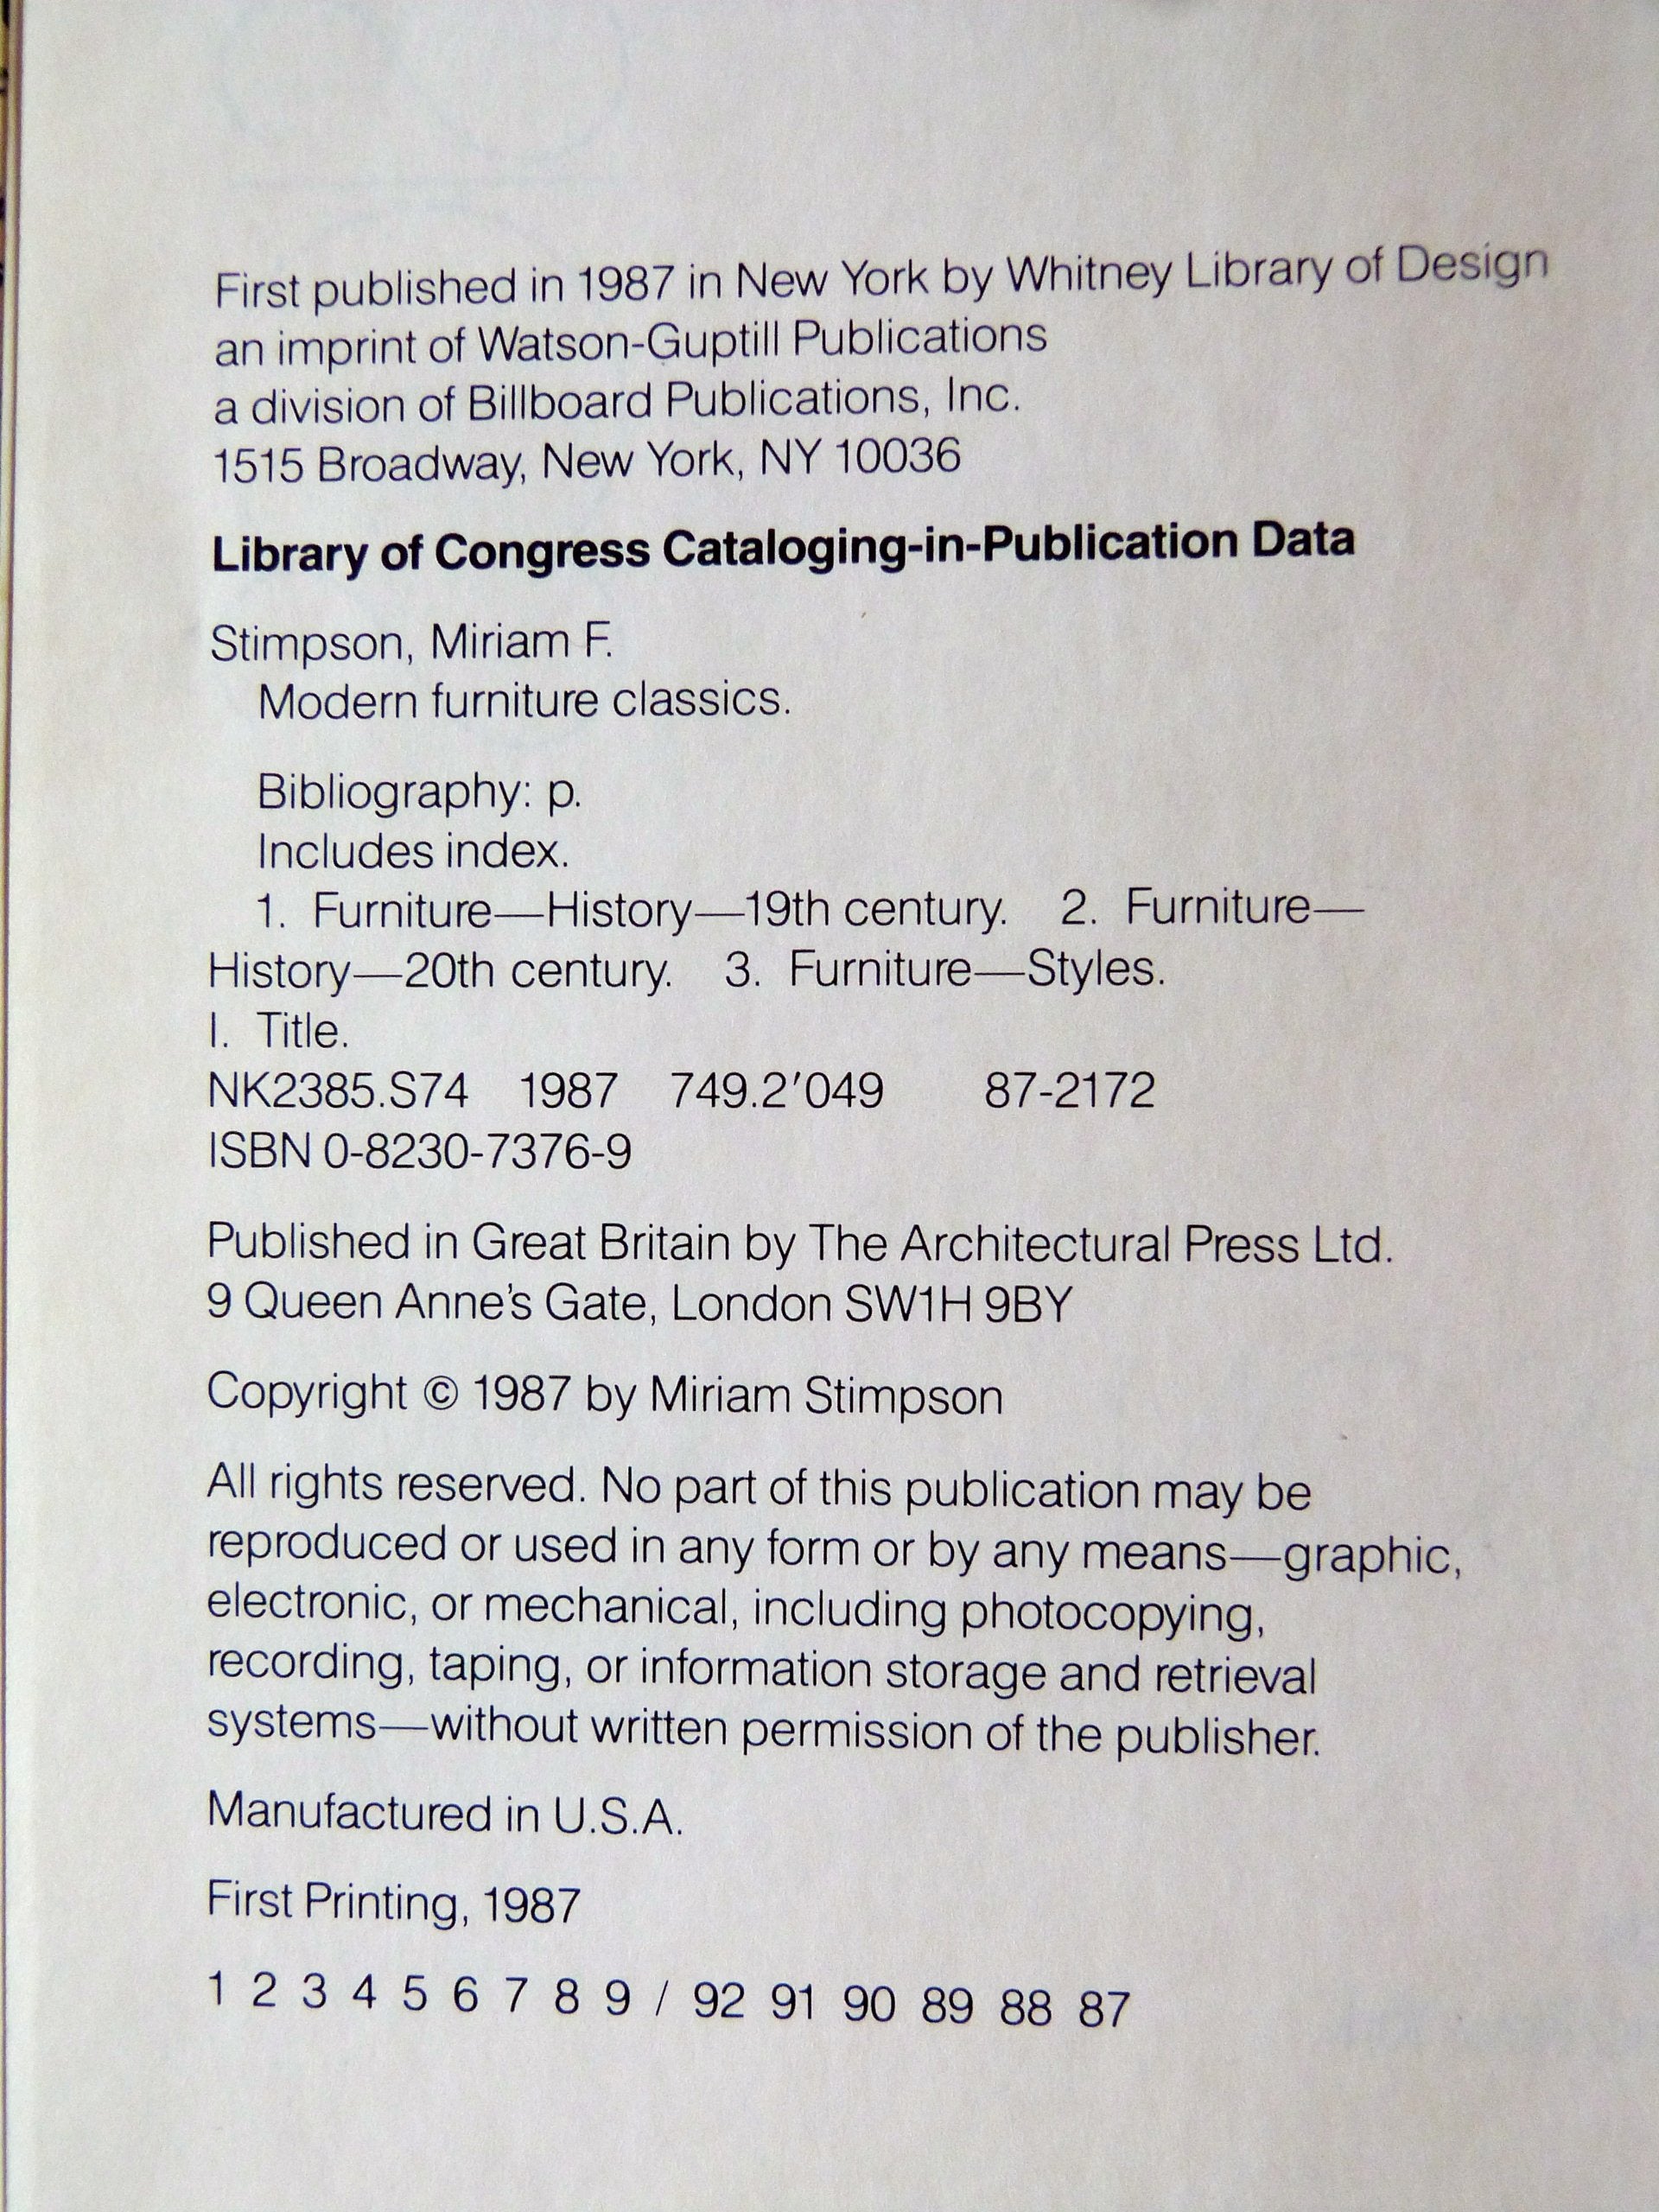 First published in 1987 in New York by Whitney Library of Design
an imprint of Watson-Guptill Publications
a division of Billboard Publications, Inc.
1515 Broadway, New York, NY 10036
Library of Congress Cataloging-in-Publication Data
Stimpson, Miriam F.
Modern furniture classics.
Bibliography: p.
Includes index.
1. Furniture—History—19th century. 2. Furniture—
History—20th century. 3. Furniture—Styles.
I. Title.
NK2385.S74 1987 749.2′049 87-2172
ISBN 0-8230-7376-9
Published in Great Britain by The Architectural Press Ltd.
9 Queen Anne's Gate, London SW1H 9BY
Copyright © 1987 by Miriam Stimpson
All rights reserved. No part of this publication may be
reproduced or used in any form or by any means—graphic,
electronic, or mechanical, including photocopying,
recording, taping, or information storage and retrieval
systems—without written permission of the publisher.
Manufactured in U.S.A.
First Printing, 1987
1 2 3 4 5 6 7 8 9 / 92 91 90 89 88 87